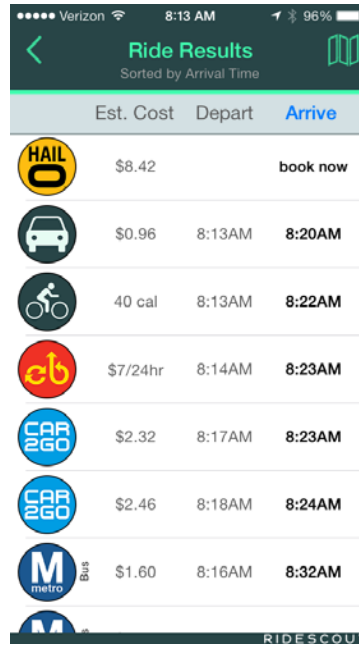 Verizon 8:13 AM 96%
Ride Results
Sorted by Arrival Time
Est. Cost Depart Arrive
HAIL $8.42 book now
$0.96 8:13AM 8:20AM
40 cal 8:13AM 8:22AM
cb $7/24hr 8:14AM 8:23AM
CAR2GO $2.32 8:17AM 8:23AM
CAR2GO $2.46 8:18AM 8:24AM
M metro Bus $1.60 8:16AM 8:32AM
RIDESCOU